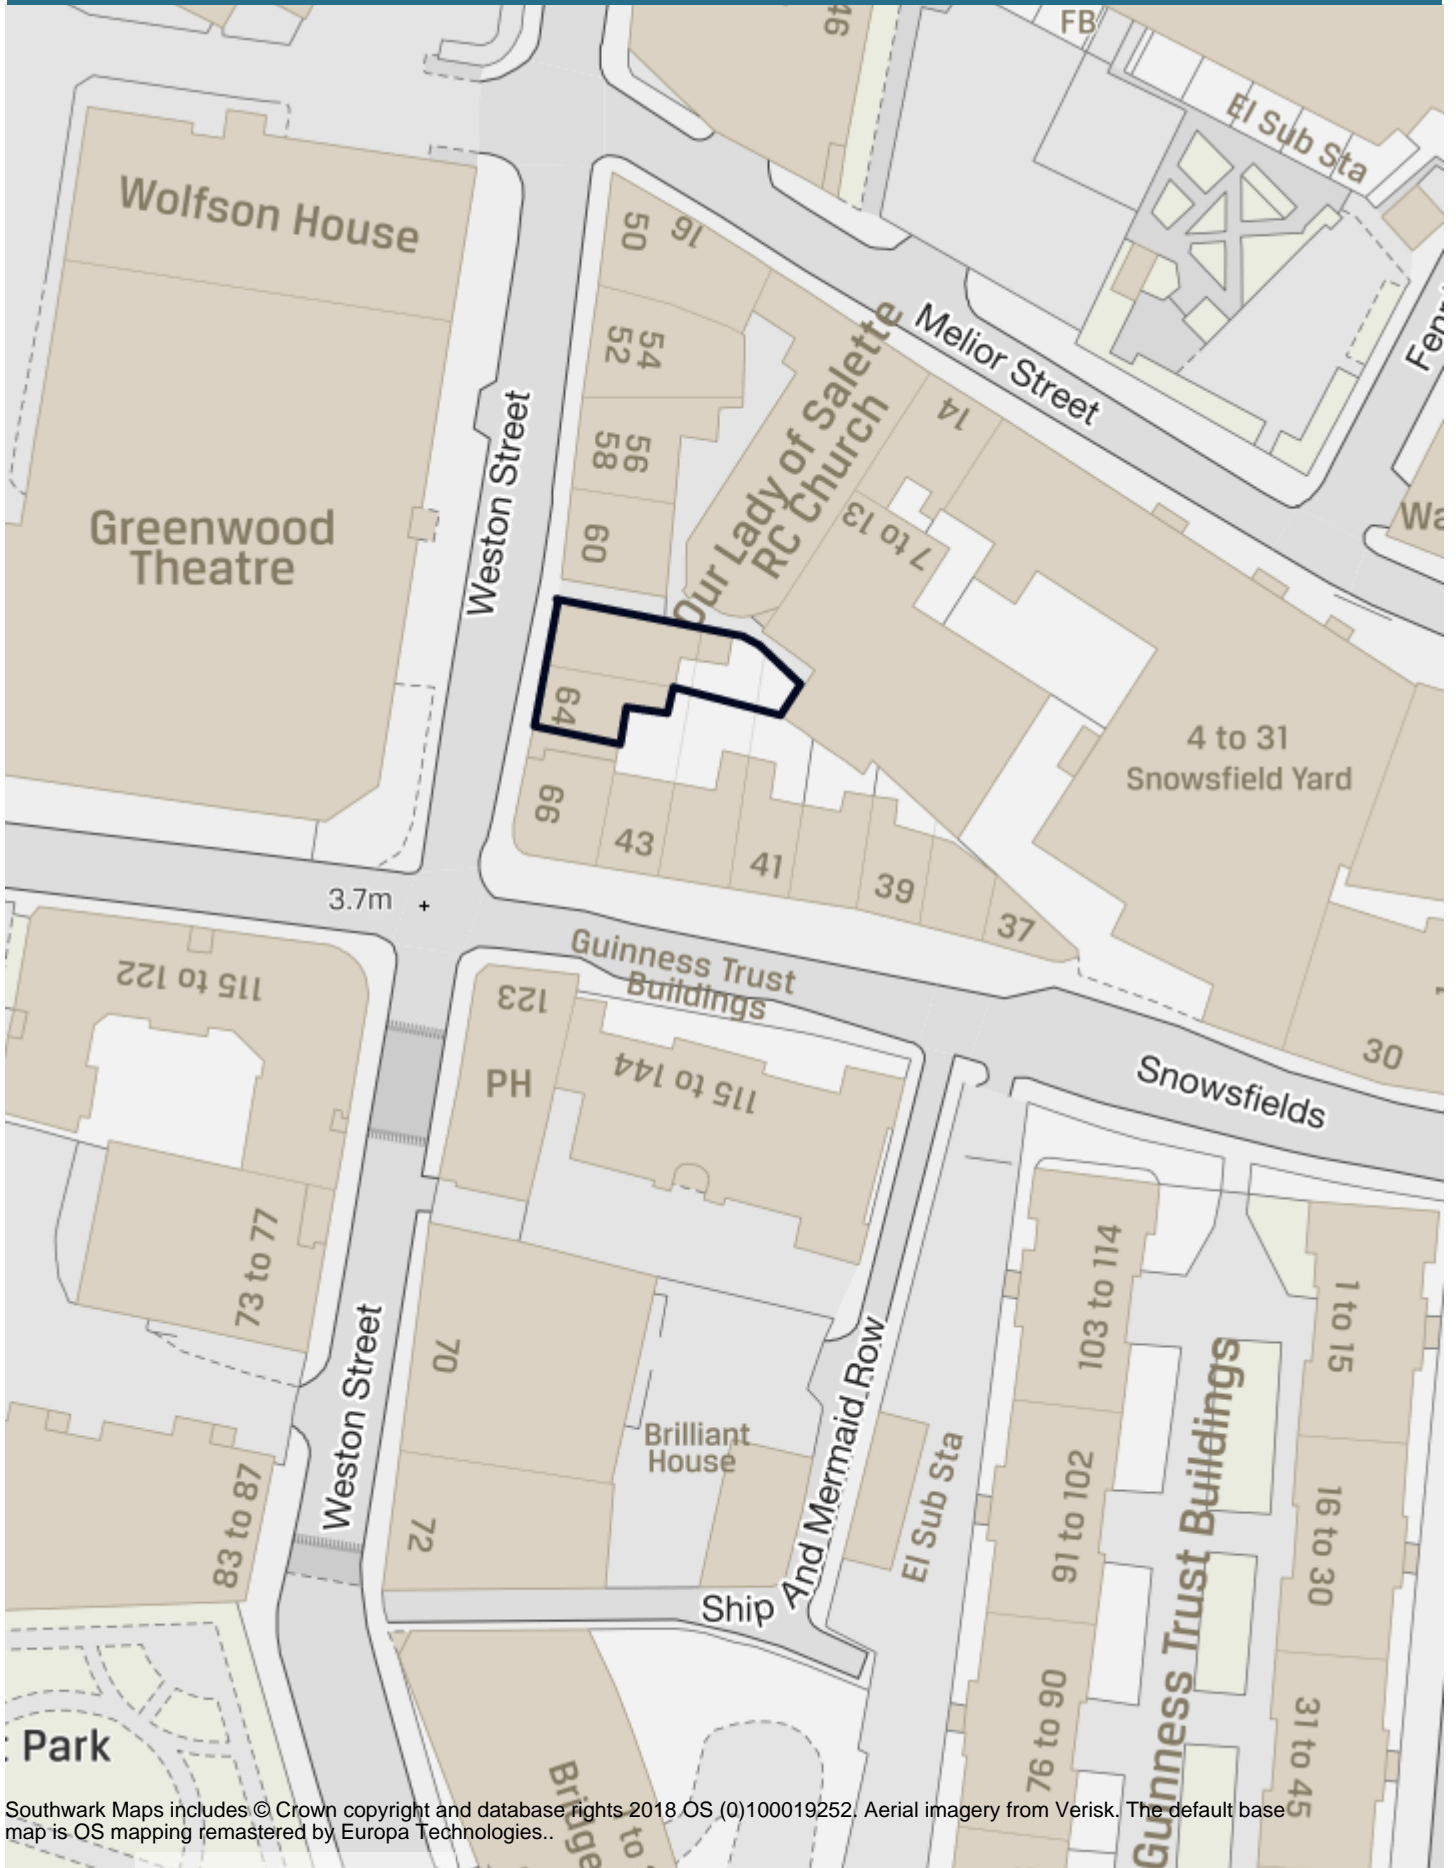 46
FB
El Sub Sta
Wolfson House
50
16
52
54
Melior Street
Our Lady of Salette
RC Church
14
58
56
Weston Street
Greenwood
Theatre
60
7 to 13
64
4 to 31
Snowsfield Yard
66
43
41
39
37
3.7m
Guinness Trust
Buildings
115 to 122
123
PH
115 to 144
30
Snowsfields
73 to 77
70
103 to 114
1 to 15
Weston Street
Brilliant
House
83 to 87
72
El Sub Sta
91 to 102
16 to 30
Guinness Trust Buildings
Ship And Mermaid Row
76 to 90
31 to 45
Park
Bridge
Southwark Maps includes © Crown copyright and database rights 2018 OS (0)100019252. Aerial imagery from Verisk. The default base
map is OS mapping remastered by Europa Technologies..